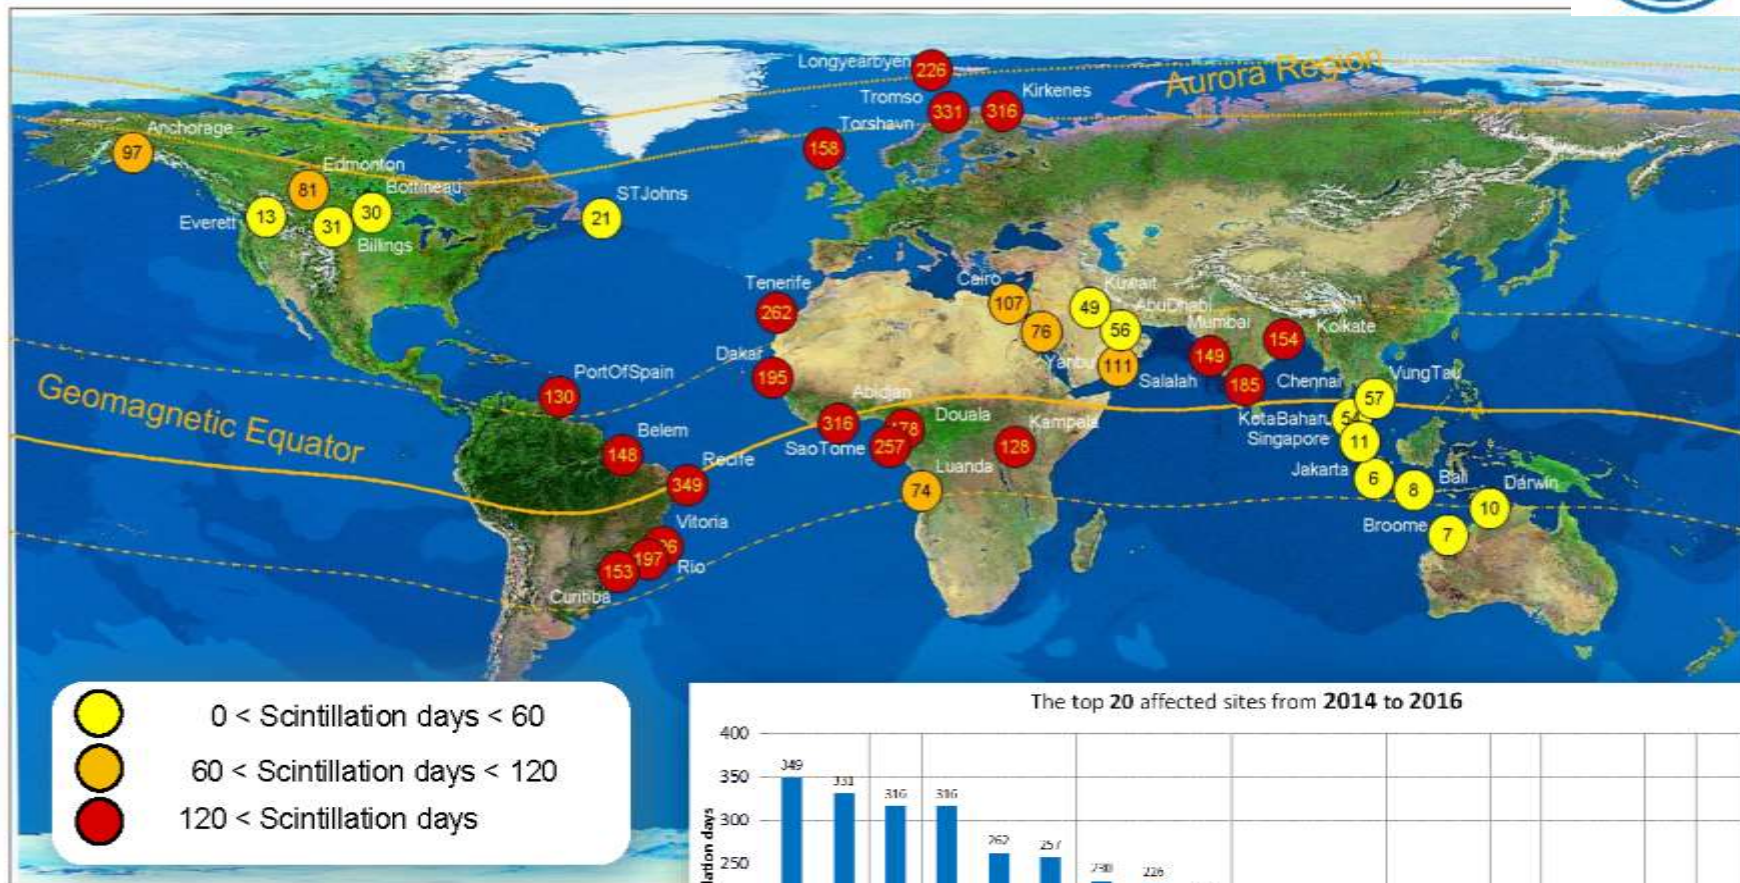 Longyearbyen
226
Aurora Region
Tromso
331
316
Kirkenes
Torshavn
158
Anchorage
97
Edmonton
81
Bottineau
30
STJohns
21
Everett
13
31
Billings
Tenerife
262
Cairo
107
Kuwait
49
AbuDhabi
56
76
Yanbu
111
Salalah
Mumbai
149
154
Kolkate
Dakar
195
185
Chennai
VungTau
57
PortOfSpain
130
Geomagnetic Equator
Abidjan
316
Douala
178
SaoTome
257
Kampala
128
KotaBaharu
54
Singapore
11
Belem
148
Recife
349
Luanda
74
Jakarta
6
8
Bali
Darwin
10
Broome
7
Vitoria
197
Rio
153
Curitiba
0 < Scintillation days < 60
60 < Scintillation days < 120
120 < Scintillation days
The top 20 affected sites from 2014 to 2016
400
350
300
250
349
331
316
316
262
257
230
226
lation days